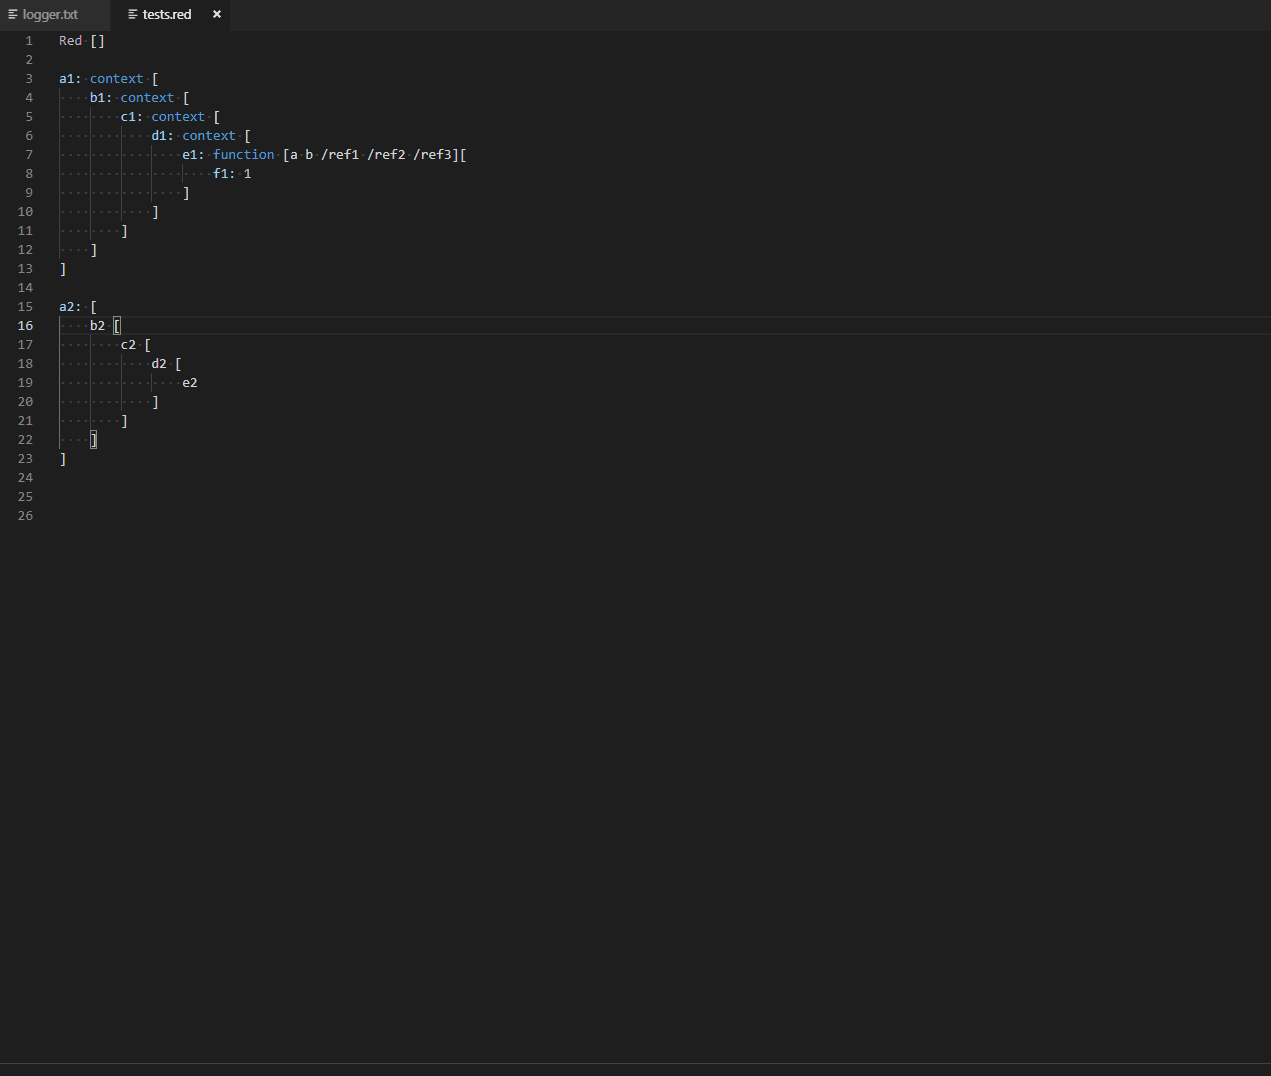 logger.txt tests.red ×
1 Red []
2
3 a1: context [
4     b1: context [
5         c1: context [
6             d1: context [
7                 e1: function [a b /ref1 /ref2 /ref3][
8                     f1: 1
9                 ]
10             ]
11         ]
12     ]
13 ]
14
15 a2: [
16     b2 [
17         c2 [
18             d2 [
19                 e2
20             ]
21         ]
22     ]
23 ]
24
25
26